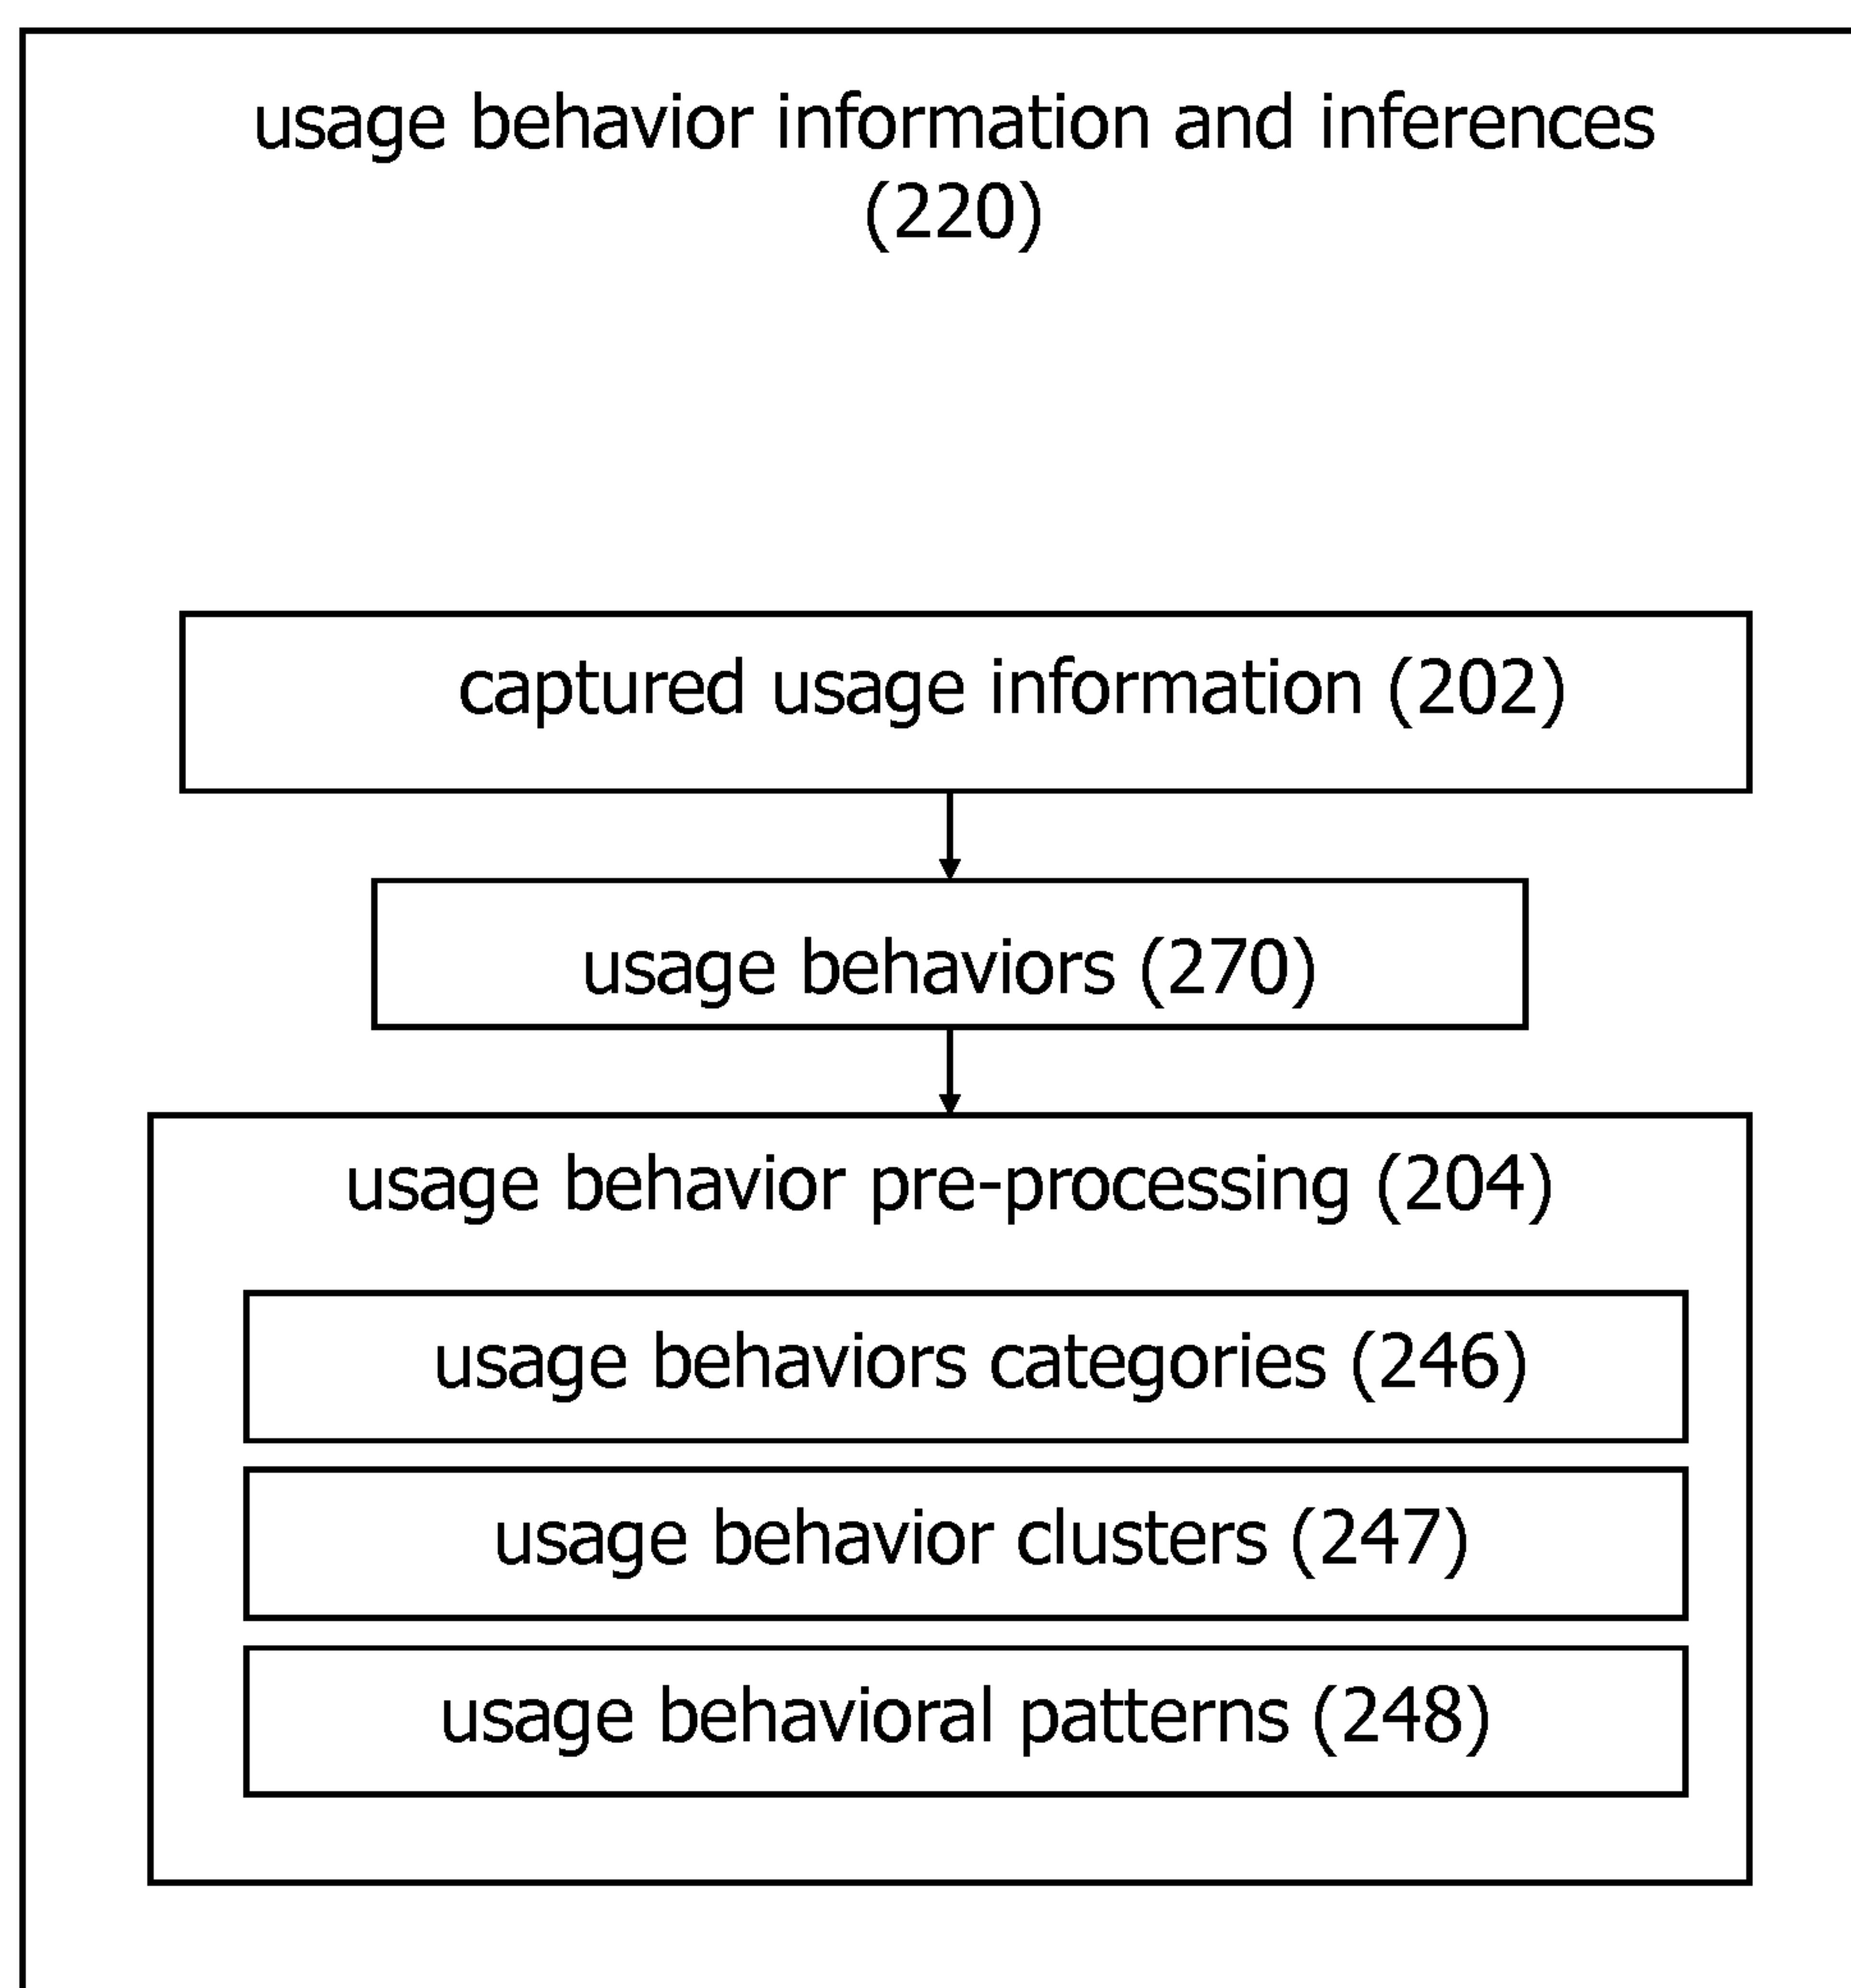 usage behavior information and inferences
(220)
captured usage information (202)
usage behaviors (270)
usage behavior pre-processing (204)
usage behaviors categories (246)
usage behavior clusters (247)
usage behavioral patterns (248)